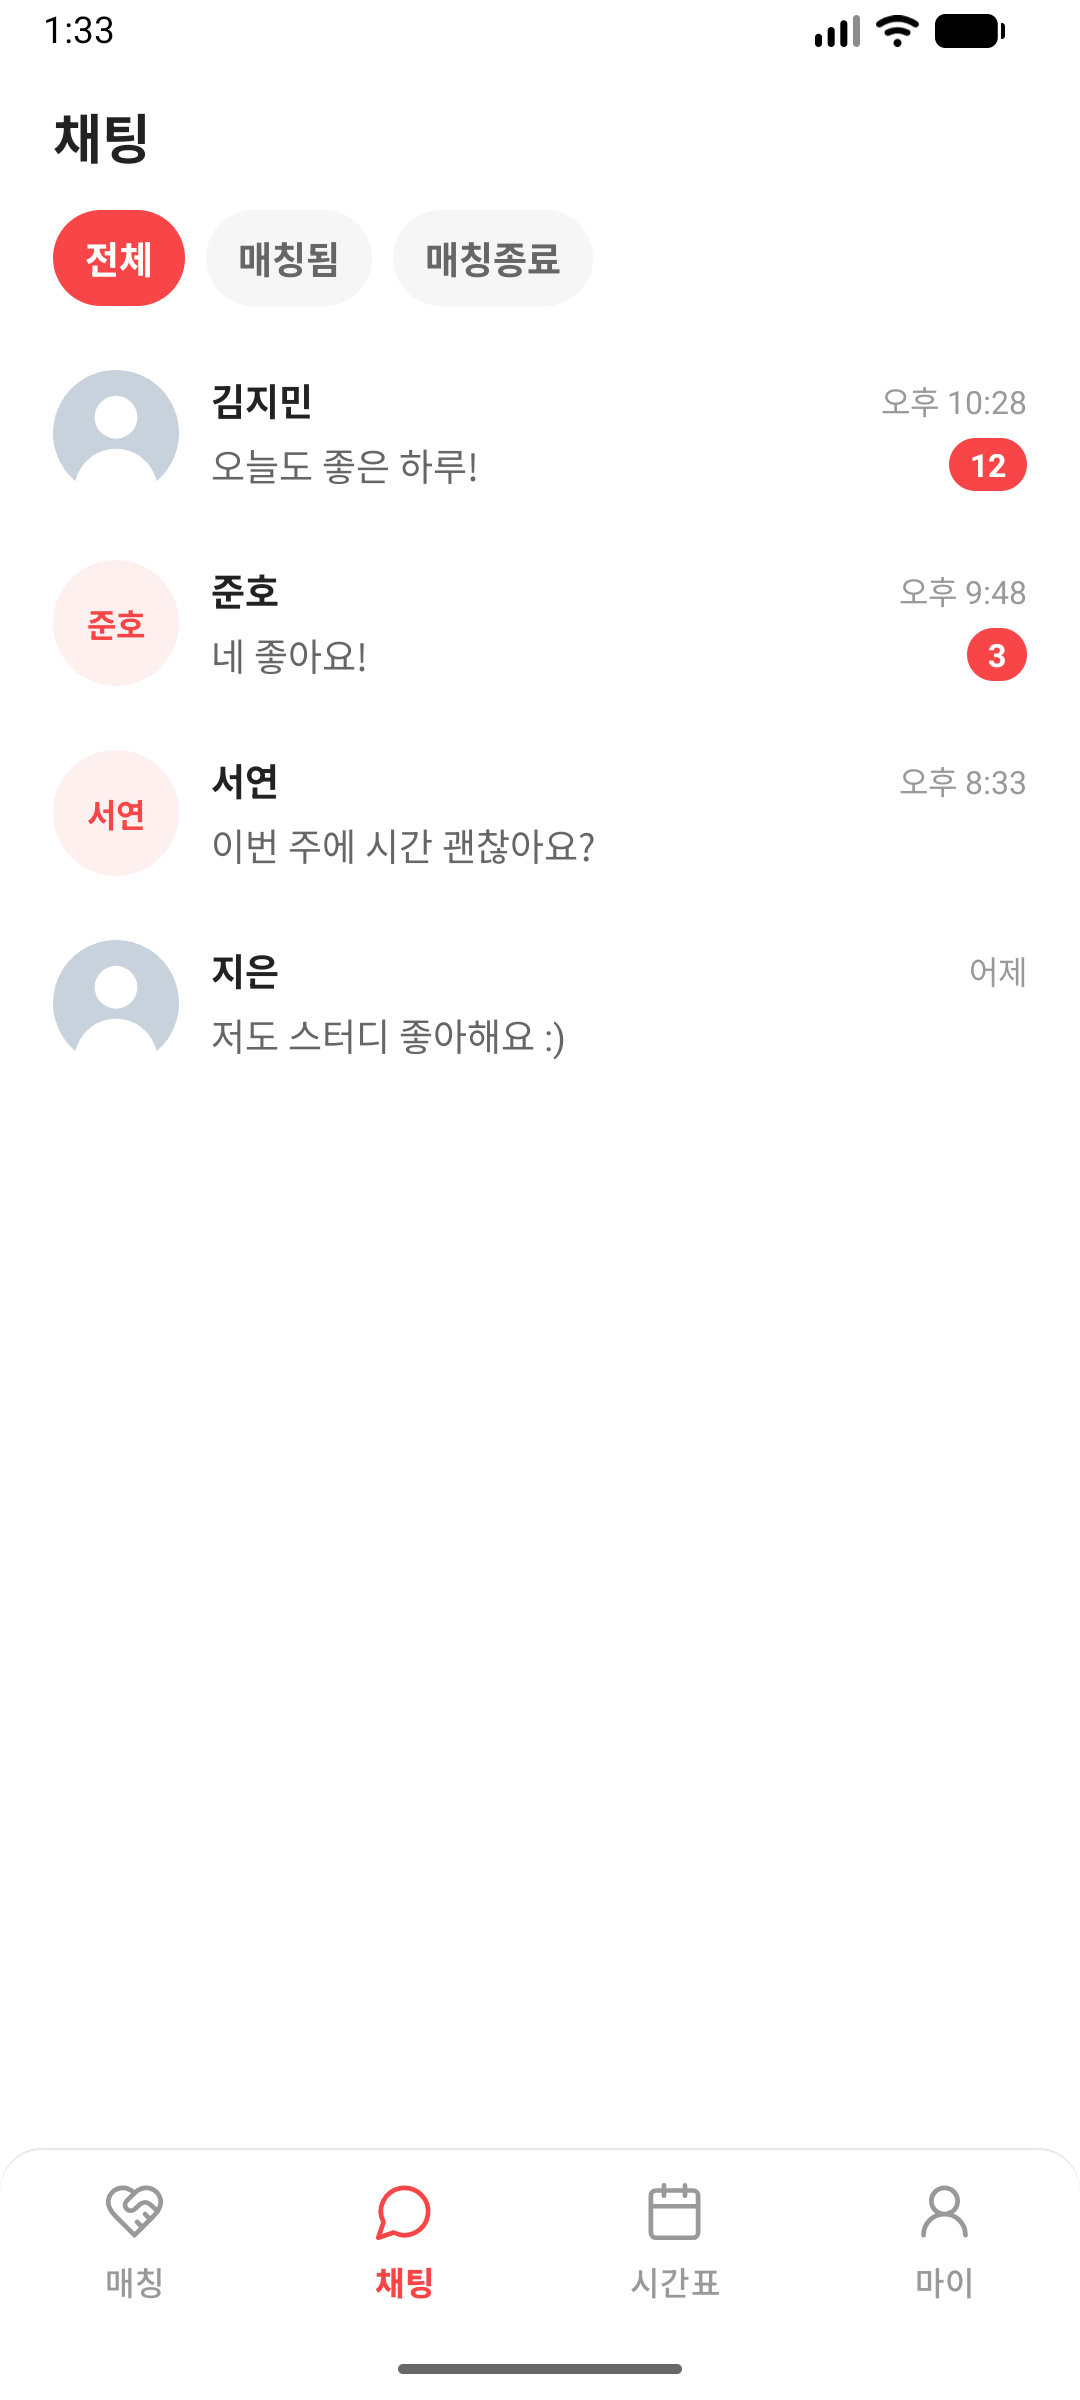 1:33
채팅
전체 매칭됨 매칭종료
김지민 오후 10:28
오늘도 좋은 하루! 12
준호 준호 오후 9:48
네 좋아요! 3
서연 서연 오후 8:33
이번 주에 시간 괜찮아요?
지은 어제
저도 스터디 좋아해요 :)
매칭 채팅 시간표 마이